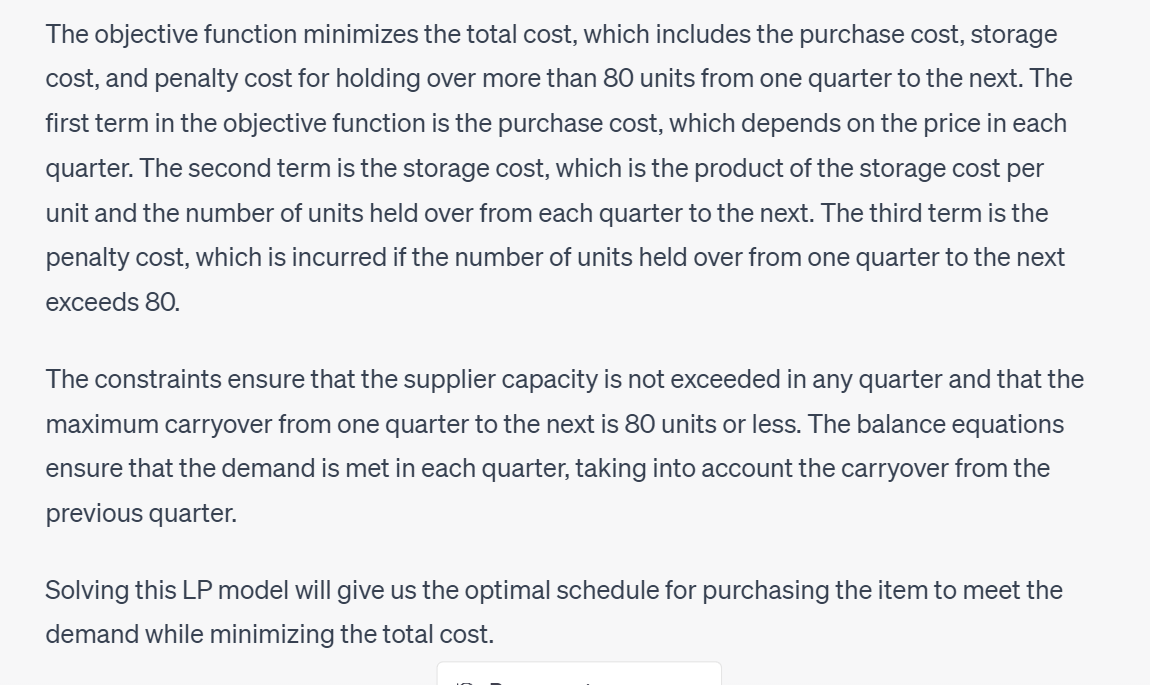 The objective function minimizes the total cost, which includes the purchase cost, storage
cost, and penalty cost for holding over more than 80 units from one quarter to the next. The
first term in the objective function is the purchase cost, which depends on the price in each
quarter. The second term is the storage cost, which is the product of the storage cost per
unit and the number of units held over from each quarter to the next. The third term is the
penalty cost, which is incurred if the number of units held over from one quarter to the next
exceeds 80.
The constraints ensure that the supplier capacity is not exceeded in any quarter and that the
maximum carryover from one quarter to the next is 80 units or less. The balance equations
ensure that the demand is met in each quarter, taking into account the carryover from the
previous quarter.
Solving this LP model will give us the optimal schedule for purchasing the item to meet the
demand while minimizing the total cost.